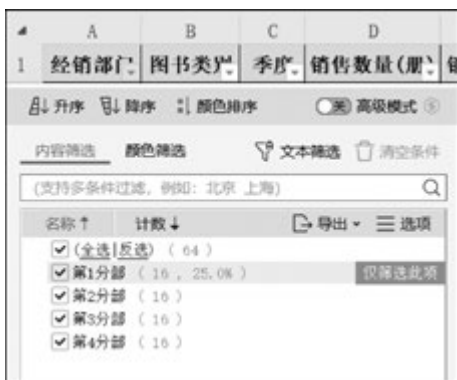 A B C D
1 经销部门 图书类别 季度 销售数量(册) 销
升序 降序 颜色排序 关 高级模式
内容筛选 颜色筛选 文本筛选 清空条件
(支持多条件过滤,例如:北京 上海)
名称↑ 计数↓ 导出 选项
(全选|反选) ( 64 )
第1分部 ( 16 , 25.0% ) 仅筛选此项
第2分部 ( 16 )
第3分部 ( 16 )
第4分部 ( 16 )